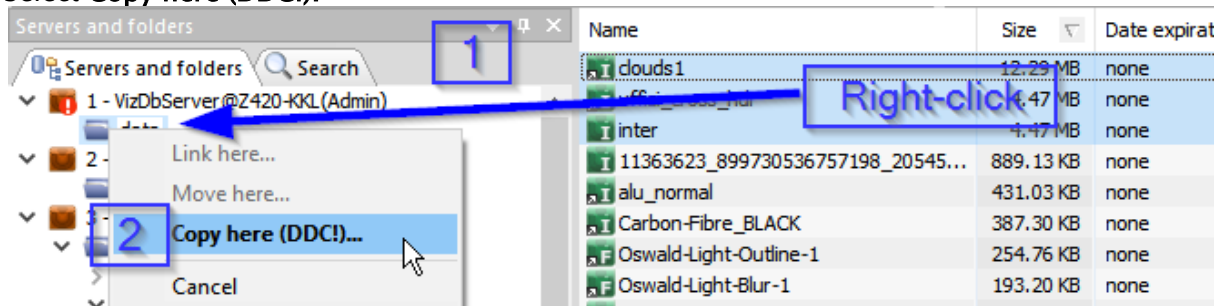 Select Copy here (DDC!).
Servers and folders
Servers and folders Search
1
1 - VizDbServer@Z420-KKL(Admin)
data
2 -
3 -
Link here...
Move here...
2
Copy here (DDC!)...
Cancel
Name Size Date expirat
clouds1 12.29 MB none
.47 MB none
Right-click
inter 4.47 MB none
11363623_899730536757198_20545... 889.13 KB none
alu_normal 431.03 KB none
Carbon-Fibre_BLACK 387.30 KB none
Oswald-Light-Outline-1 254.76 KB none
Oswald-Light-Blur-1 193.20 KB none